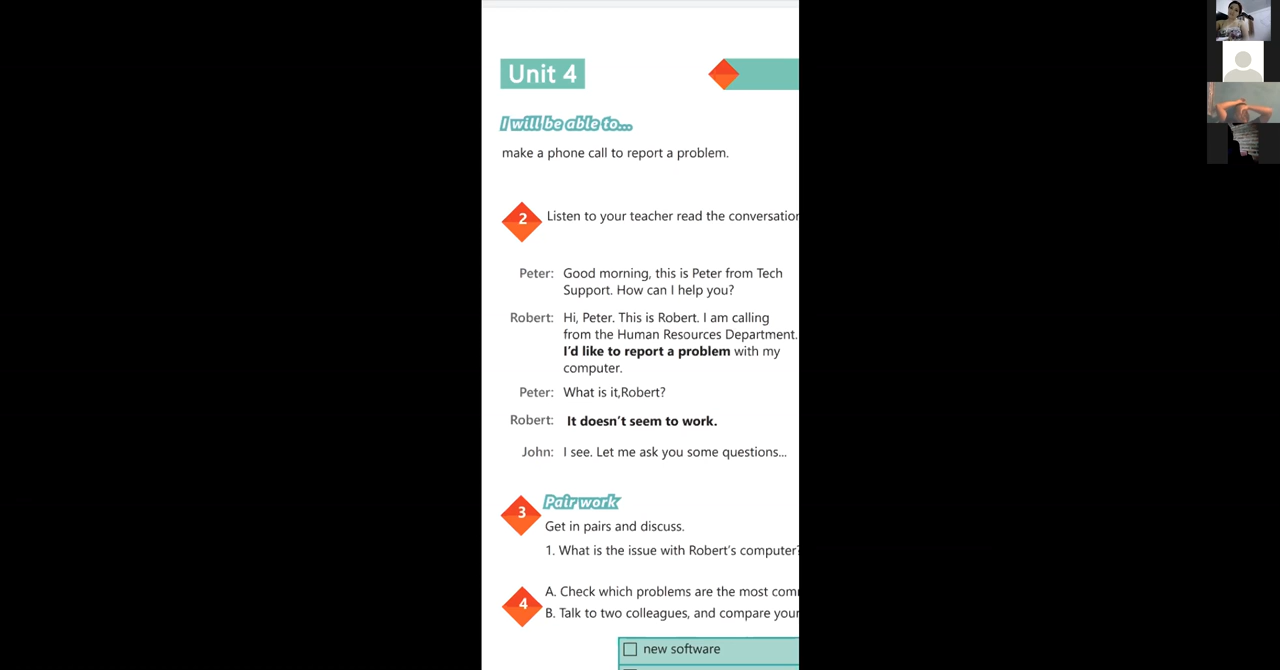 Unit 4
I will be able to...
make a phone call to report a problem.
2 Listen to your teacher read the conversation
Peter: Good morning, this is Peter from Tech
Support. How can I help you?
Robert: Hi, Peter. This is Robert. I am calling
from the Human Resources Department.
I'd like to report a problem with my
computer.
Peter: What is it,Robert?
Robert: It doesn't seem to work.
John: I see. Let me ask you some questions...
3 Pair work
Get in pairs and discuss.
1. What is the issue with Robert's computer?
4 A. Check which problems are the most
B. Talk to two colleagues, and compare your
new software